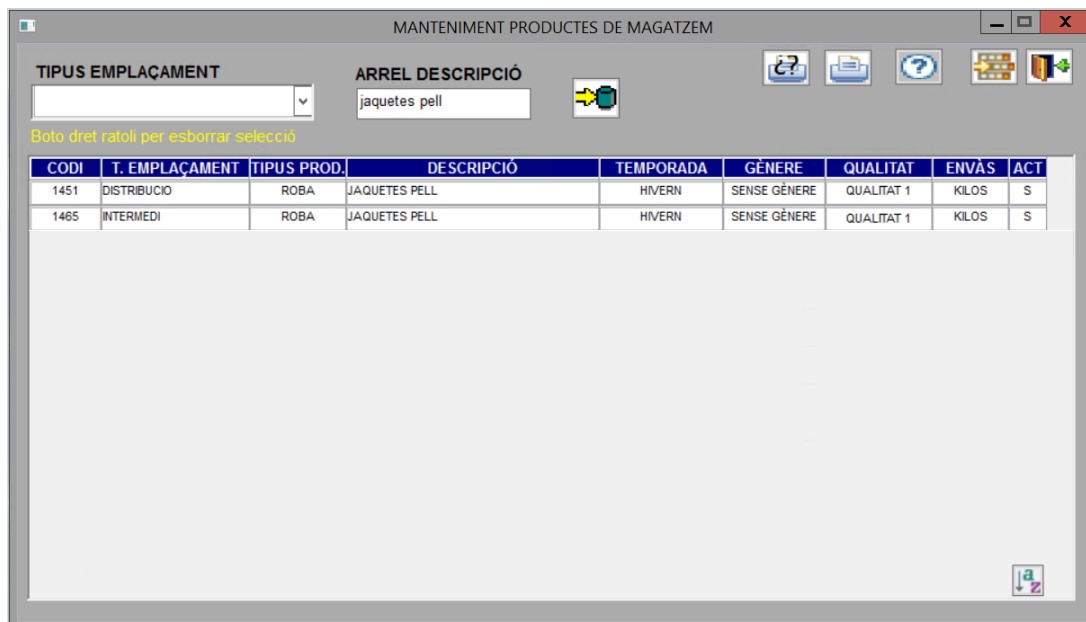 MANTENIMENT PRODUCTES DE MAGATZEM
TIPUS EMPLAÇAMENT
ARREL DESCRIPCIÓ
jaquetes pell
Boto dret ratoli per esborrar selecció
CODI T. EMPLAÇAMENT TIPUS PROD. DESCRIPCIÓ TEMPORADA GÈNERE QUALITAT ENVÀS ACT
1451 DISTRIBUCIO ROBA JAQUETES PELL HIVERN SENSE GÈNERE QUALITAT 1 KILOS S
1465 INTERMEDI ROBA JAQUETES PELL HIVERN SENSE GÈNERE QUALITAT 1 KILOS S